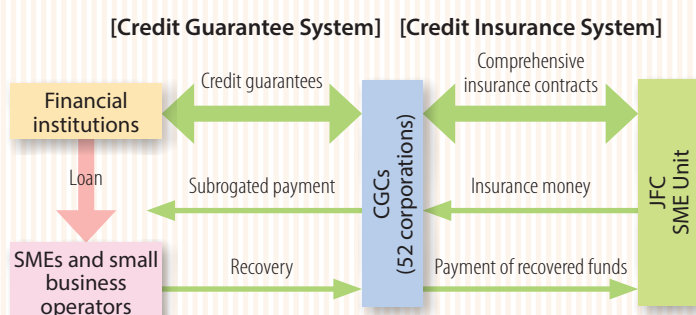 [Credit Guarantee System] [Credit Insurance System]
Financial
institutions
Credit guarantees
Comprehensive
insurance contracts
CGCs
(52 corporations)
JFC
SME Unit
Loan
Subrogated payment
Insurance money
SMEs and small
business
operators
Recovery
Payment of recovered funds